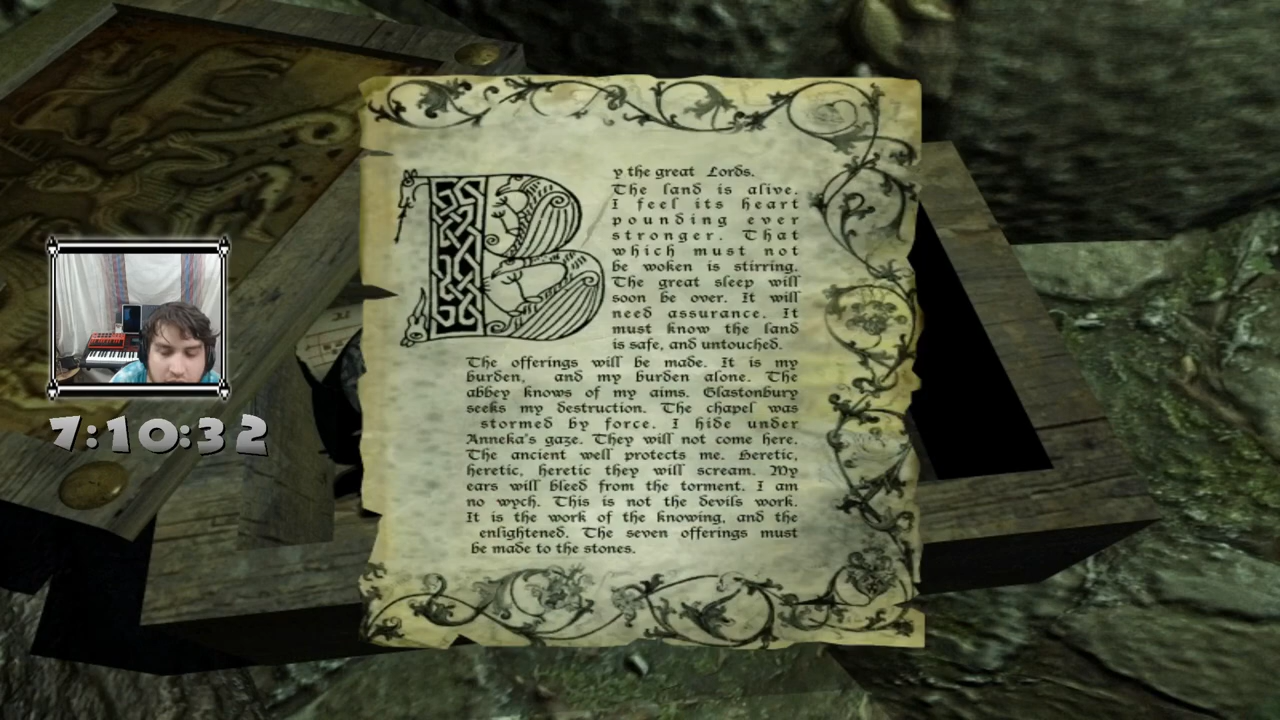 By the great Lords.
The land is alive.
I feel its heart
pounding ever
stronger. That
which must not
be woken is stirring.
The great sleep will
soon be over. It will
need assurance. It
must know the land
is safe, and untouched.
The offerings will be made. It is my
burden, and my burden alone. The
abbey knows of my aims. Glastonbury
seeks my destruction. The chapel was
stormed by force. I hide under
Anneka's gaze. They will not come here.
The ancient well protects me. Heretic,
heretic, heretic they will scream. My
ears will bleed from the torment. I am
no wych. This is not the devils work.
It is the work of the knowing, and the
enlightened. The seven offerings must
be made to the stones.
7:10:32